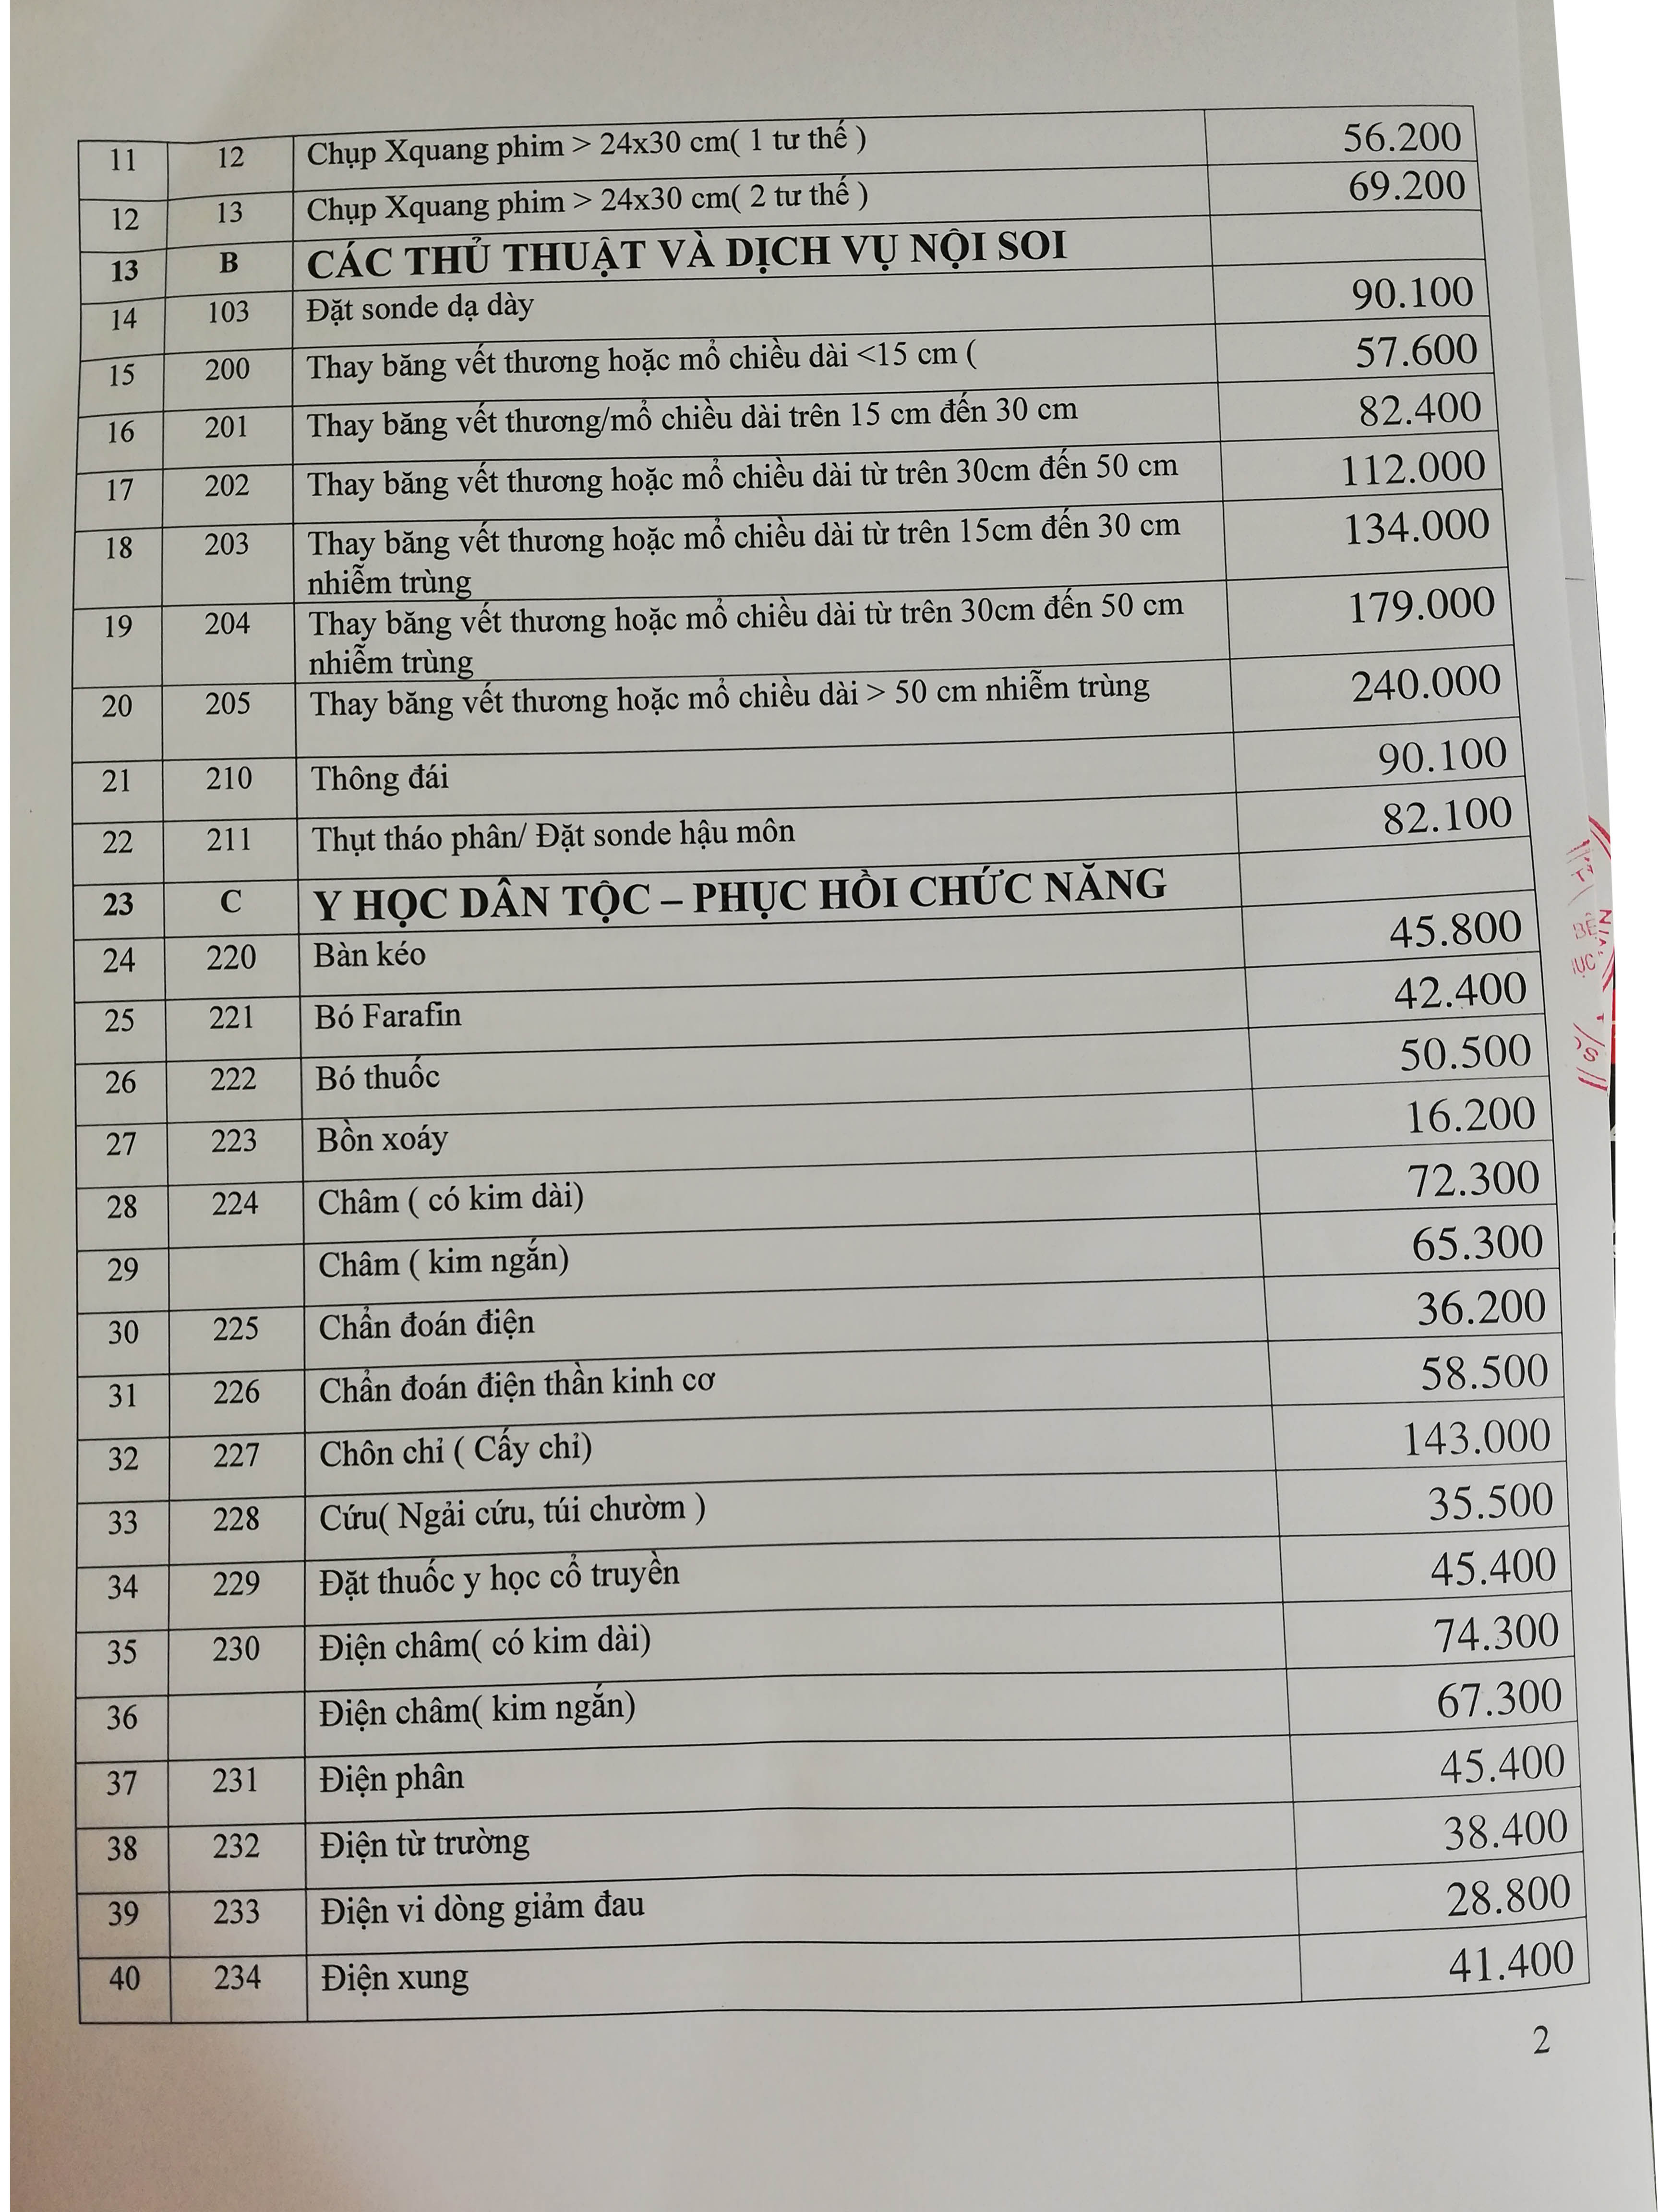 11 12 Chụp Xquang phim > 24x30 cm( 1 tư thế ) 56.200
12 13 Chụp Xquang phim > 24x30 cm( 2 tư thế ) 69.200
13 B CÁC THỦ THUẬT VÀ DỊCH VỤ NỘI SOI
14 103 Đặt sonde dạ dày 90.100
15 200 Thay băng vết thương hoặc mổ chiều dài <15 cm ( 57.600
16 201 Thay băng vết thương/mổ chiều dài trên 15 cm đến 30 cm 82.400
17 202 Thay băng vết thương hoặc mổ chiều dài từ trên 30cm đến 50 cm 112.000
18 203 Thay băng vết thương hoặc mổ chiều dài từ trên 15cm đến 30 cm 134.000
nhiễm trùng
19 204 Thay băng vết thương hoặc mổ chiều dài từ trên 30cm đến 50 cm 179.000
nhiễm trùng
20 205 Thay băng vết thương hoặc mổ chiều dài > 50 cm nhiễm trùng 240.000
21 210 Thông đái 90.100
22 211 Thụt tháo phân/ Đặt sonde hậu môn 82.100
23 C Y HỌC DÂN TỘC – PHỤC HỒI CHỨC NĂNG
24 220 Bàn kéo 45.800
25 221 Bó Farafin 42.400
26 222 Bó thuốc 50.500
27 223 Bồn xoáy 16.200
28 224 Châm ( có kim dài) 72.300
29 Châm ( kim ngắn) 65.300
30 225 Chẩn đoán điện 36.200
31 226 Chẩn đoán điện thần kinh cơ 58.500
32 227 Chôn chỉ ( Cấy chỉ) 143.000
33 228 Cứu( Ngải cứu, túi chườm ) 35.500
34 229 Đặt thuốc y học cổ truyền 45.400
35 230 Điện châm( có kim dài) 74.300
36 Điện châm( kim ngắn) 67.300
37 231 Điện phân 45.400
38 232 Điện từ trường 38.400
39 233 Điện vi dòng giảm đau 28.800
40 234 Điện xung 41.400
2